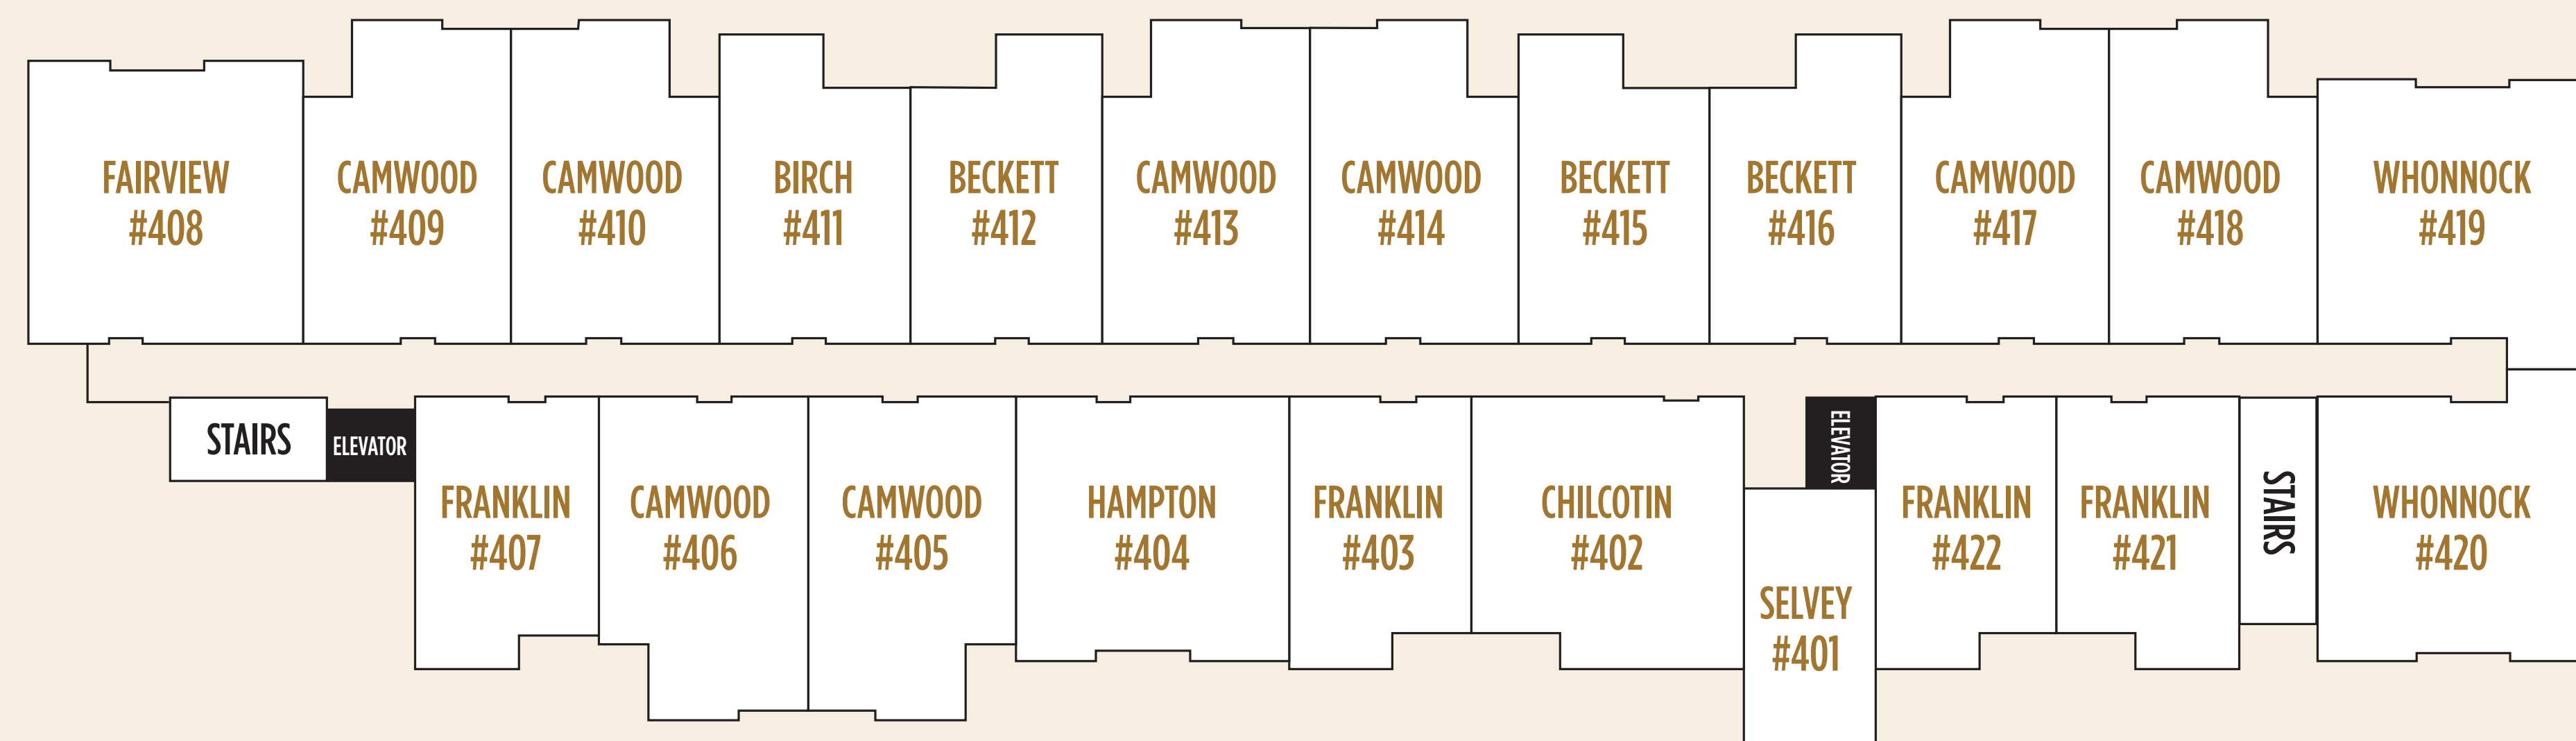 FAIRVIEW
#408
CAMWOOD
#409
CAMWOOD
#410
BIRCH
#411
BECKETT
#412
CAMWOOD
#413
CAMWOOD
#414
BECKETT
#415
BECKETT
#416
CAMWOOD
#417
CAMWOOD
#418
WHONNOCK
#419
STAIRS
ELEVATOR
FRANKLIN
#407
CAMWOOD
#406
CAMWOOD
#405
HAMPTON
#404
FRANKLIN
#403
CHILCOTIN
#402
ELEVATOR
SELVEY
#401
FRANKLIN
#422
FRANKLIN
#421
STAIRS
WHONNOCK
#420